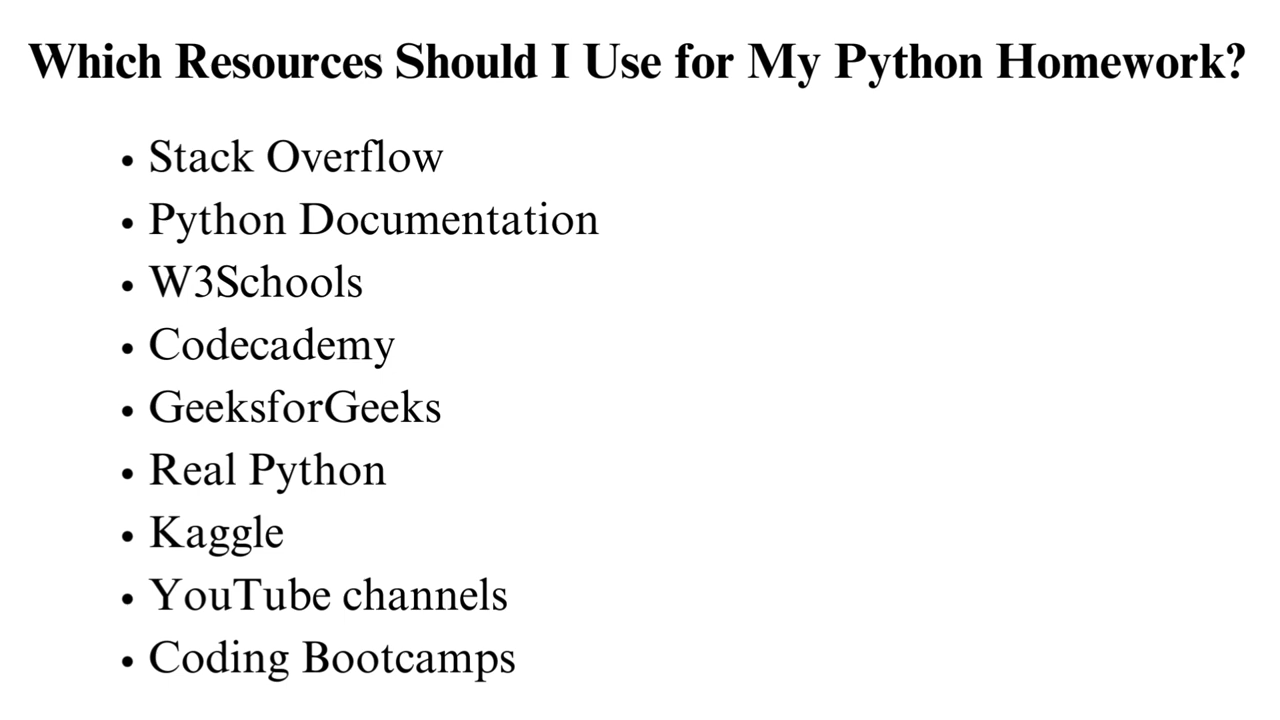 Which Resources Should I Use for My Python Homework?
• Stack Overflow
• Python Documentation
• W3Schools
• Codecademy
• GeeksforGeeks
• Real Python
• Kaggle
• YouTube channels
• Coding Bootcamps